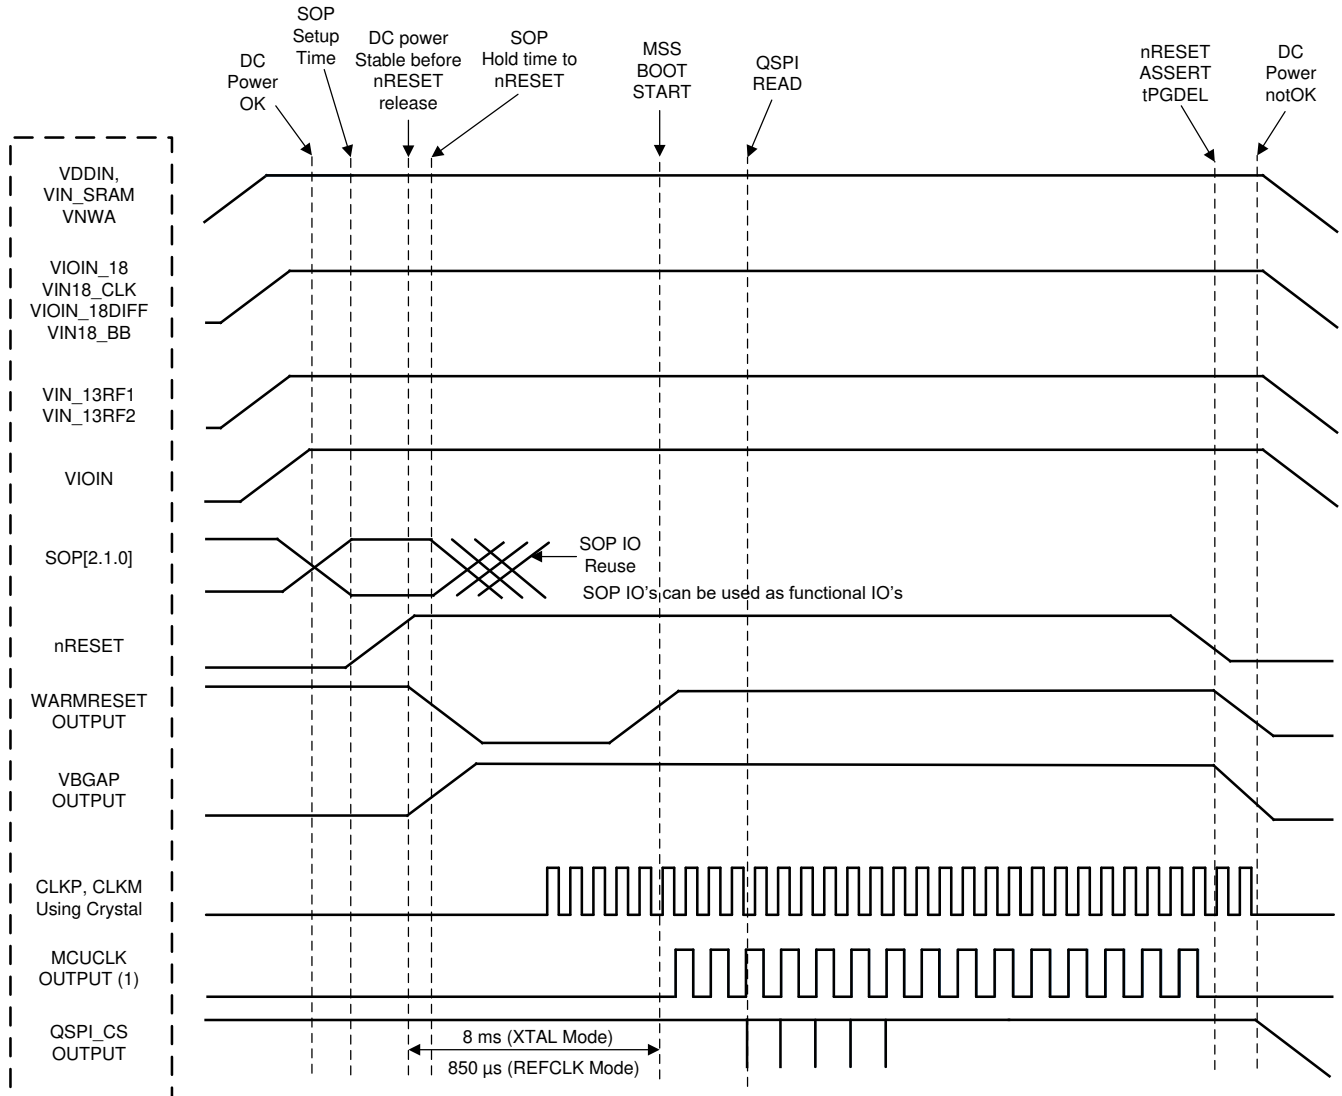 SOP
Setup
Time
DC
Power
OK
DC power
Stable before
nRESET
release
SOP
Hold time to
nRESET
MSS
BOOT
START
QSPI
READ
nRESET
ASSERT
tPGDEL
DC
Power
notOK
VDDIN,
VIN_SRAM
VNWA
VIOIN_18
VIN18_CLK
VIOIN_18DIFF
VIN18_BB
VIN_13RF1
VIN_13RF2
VIOIN
SOP[2.1.0]
SOP IO
Reuse
SOP IO's can be used as functional IO's
nRESET
WARMRESET
OUTPUT
VBGAP
OUTPUT
CLKP, CLKM
Using Crystal
MCUCLK
OUTPUT (1)
QSPI_CS
OUTPUT
8 ms (XTAL Mode)
850 µs (REFCLK Mode)